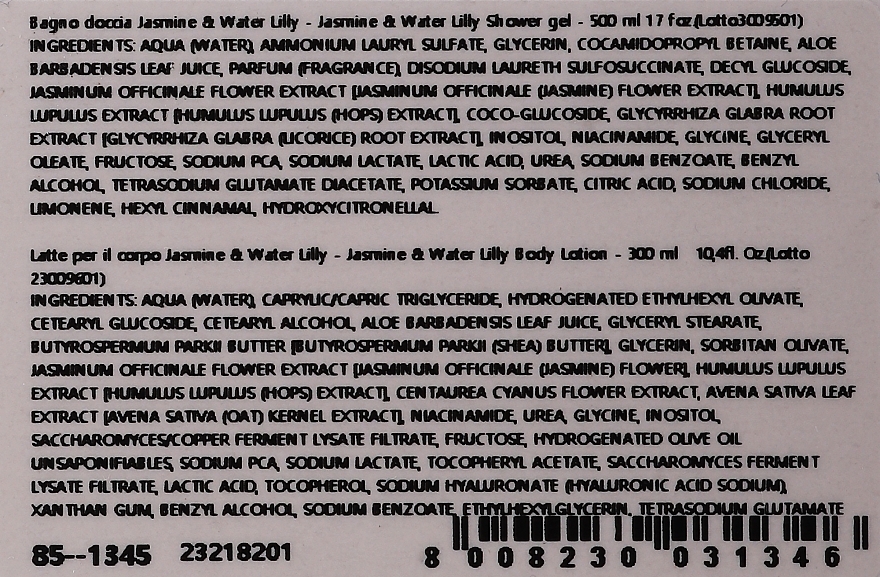 Bagno doccia Jasmine & Water Lilly - Jasmine & Water Lilly Shower gel - 500 ml 17 f oz.(Lotto3009501)
INGREDIENTS: AQUA (WATER), AMMONIUM LAURYL SULFATE, GLYCERIN, COCAMIDOPROPYL BETAINE, ALOE
BARBADENSIS LEAF JUICE, PARFUM (FRAGRANCE), DISODIUM LAURETH SULFOSUCCINATE, DECYL GLUCOSIDE,
JASMINUM OFFICINALE FLOWER EXTRACT [JASMINUM OFFICINALE (JASMINE) FLOWER EXTRACT], HUMULUS
LUPULUS EXTRACT [HUMULUS LUPULUS (HOPS) EXTRACT], COCO-GLUCOSIDE, GLYCYRRHIZA GLABRA ROOT
EXTRACT [GLYCYRRHIZA GLABRA (LICORICE) ROOT EXTRACT], INOSITOL, NIACINAMIDE, GLYCINE, GLYCERYL
OLEATE, FRUCTOSE, SODIUM PCA, SODIUM LACTATE, LACTIC ACID, UREA, SODIUM BENZOATE, BENZYL
ALCOHOL, TETRASODIUM GLUTAMATE DIACETATE, POTASSIUM SORBATE, CITRIC ACID, SODIUM CHLORIDE,
LIMONENE, HEXYL CINNAMAL, HYDROXYCITRONELLAL.
Latte per il corpo Jasmine & Water Lilly - Jasmine & Water Lilly Body Lotion - 300 ml 10,4fl. Oz.(Lotto
23009601)
INGREDIENTS: AQUA (WATER), CAPRYLIC/CAPRIC TRIGLYCERIDE, HYDROGENATED ETHYLHEXYL OLIVATE,
CETEARYL GLUCOSIDE, CETEARYL ALCOHOL, ALOE BARBADENSIS LEAF JUICE, GLYCERYL STEARATE,
BUTYROSPERMUM PARKII BUTTER [BUTYROSPERMUM PARKII (SHEA) BUTTER], GLYCERIN, SORBITAN OLIVATE,
JASMINUM OFFICINALE FLOWER EXTRACT [JASMINUM OFFICINALE (JASMINE) FLOWER], HUMULUS LUPULUS
EXTRACT [HUMULUS LUPULUS (HOPS) EXTRACT], CENTAUREA CYANUS FLOWER EXTRACT, AVENA SATIVA LEAF
EXTRACT [AVENA SATIVA (OAT) KERNEL EXTRACT], NIACINAMIDE, UREA, GLYCINE, INOSITOL,
SACCHAROMYCES/COPPER FERMENT LYSATE FILTRATE, FRUCTOSE, HYDROGENATED OLIVE OIL
UNSAPONIFIABLES, SODIUM PCA, SODIUM LACTATE, TOCOPHERYL ACETATE, SACCHAROMYCES FERMENT
LYSATE FILTRATE, LACTIC ACID, TOCOPHEROL, SODIUM HYALURONATE (HYALURONIC ACID SODIUM),
XANTHAN GUM, BENZYL ALCOHOL, SODIUM BENZOATE, ETHYLHEXYLGLYCERIN, TETRASODIUM GLUTAMATE
85--1345 23218201 8 008230 031346